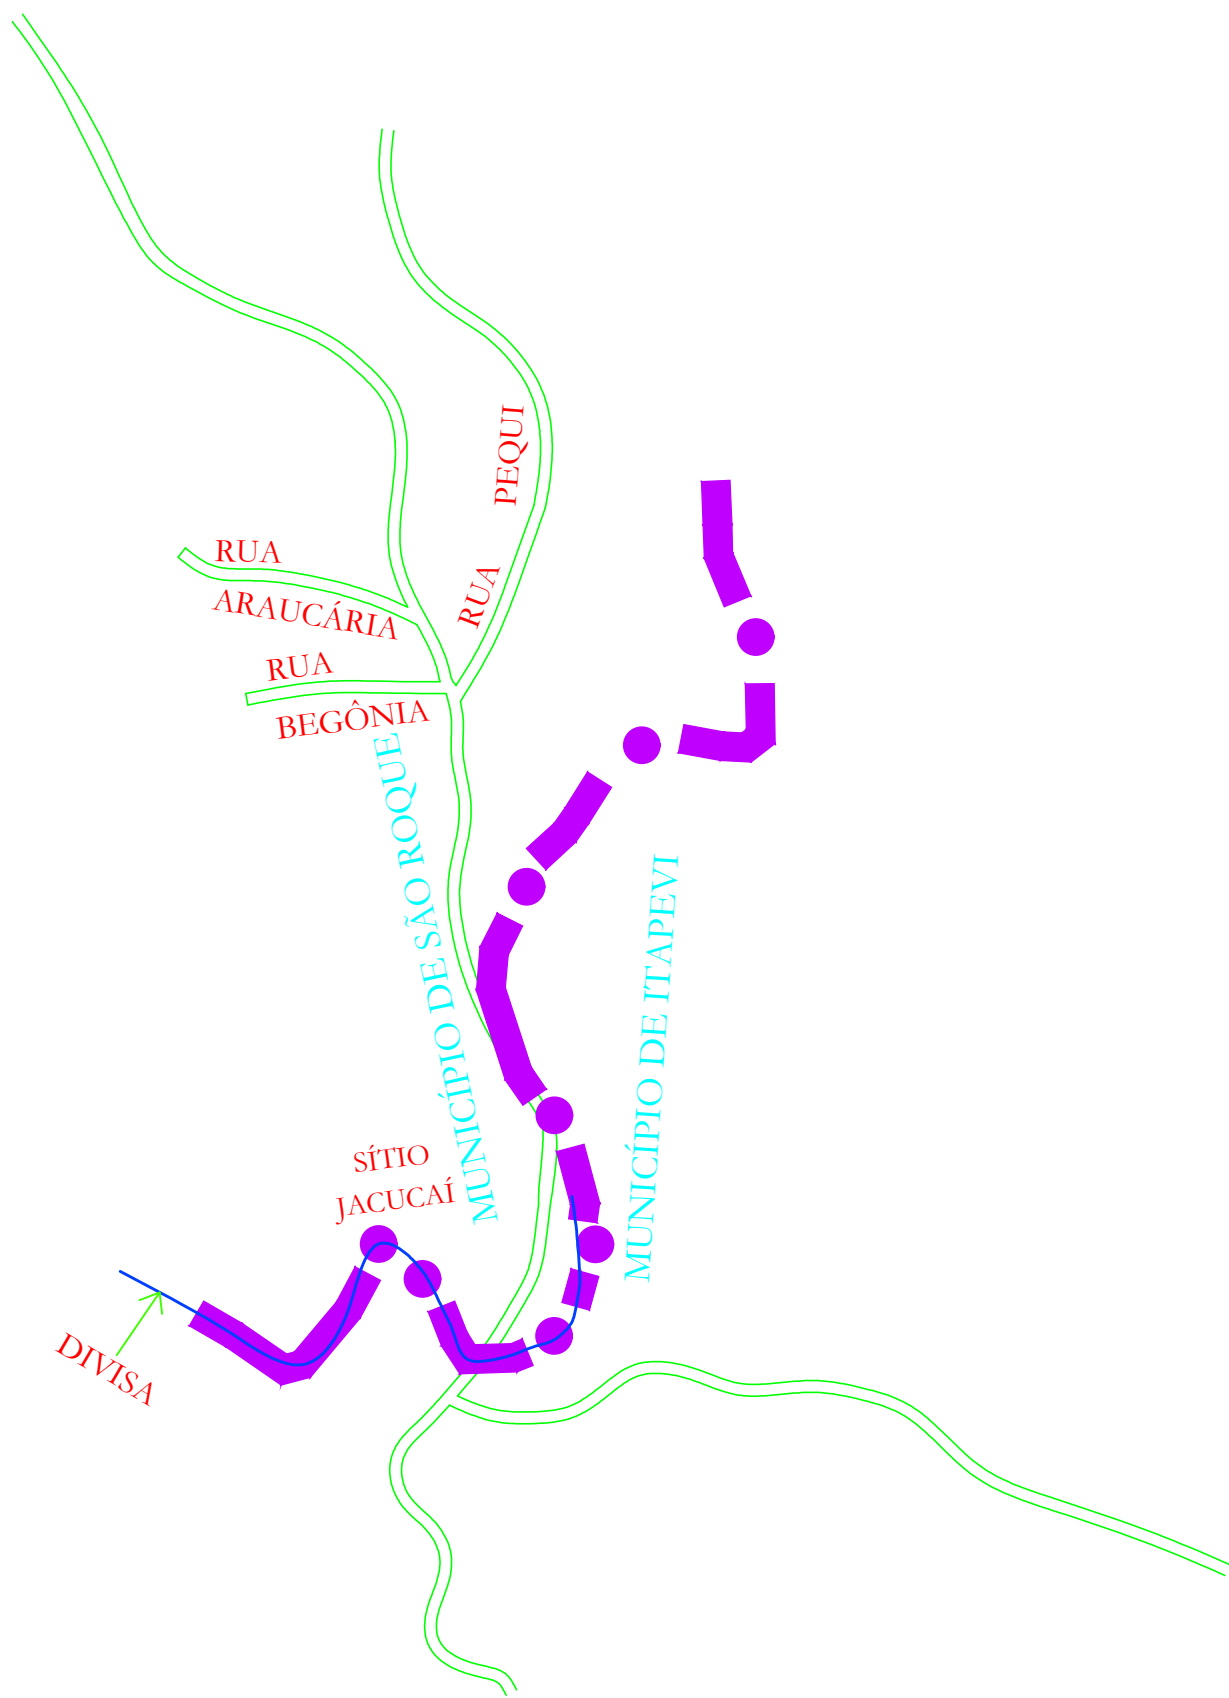 RUA
PEQUI
RUA
ARAUCÁRIA
RUA
BEGÔNIA
MUNICÍPIO DE SÃO ROQUE
MUNICÍPIO DE ITAPEVI
SÍTIO
JACUCAÍ
DIVISA